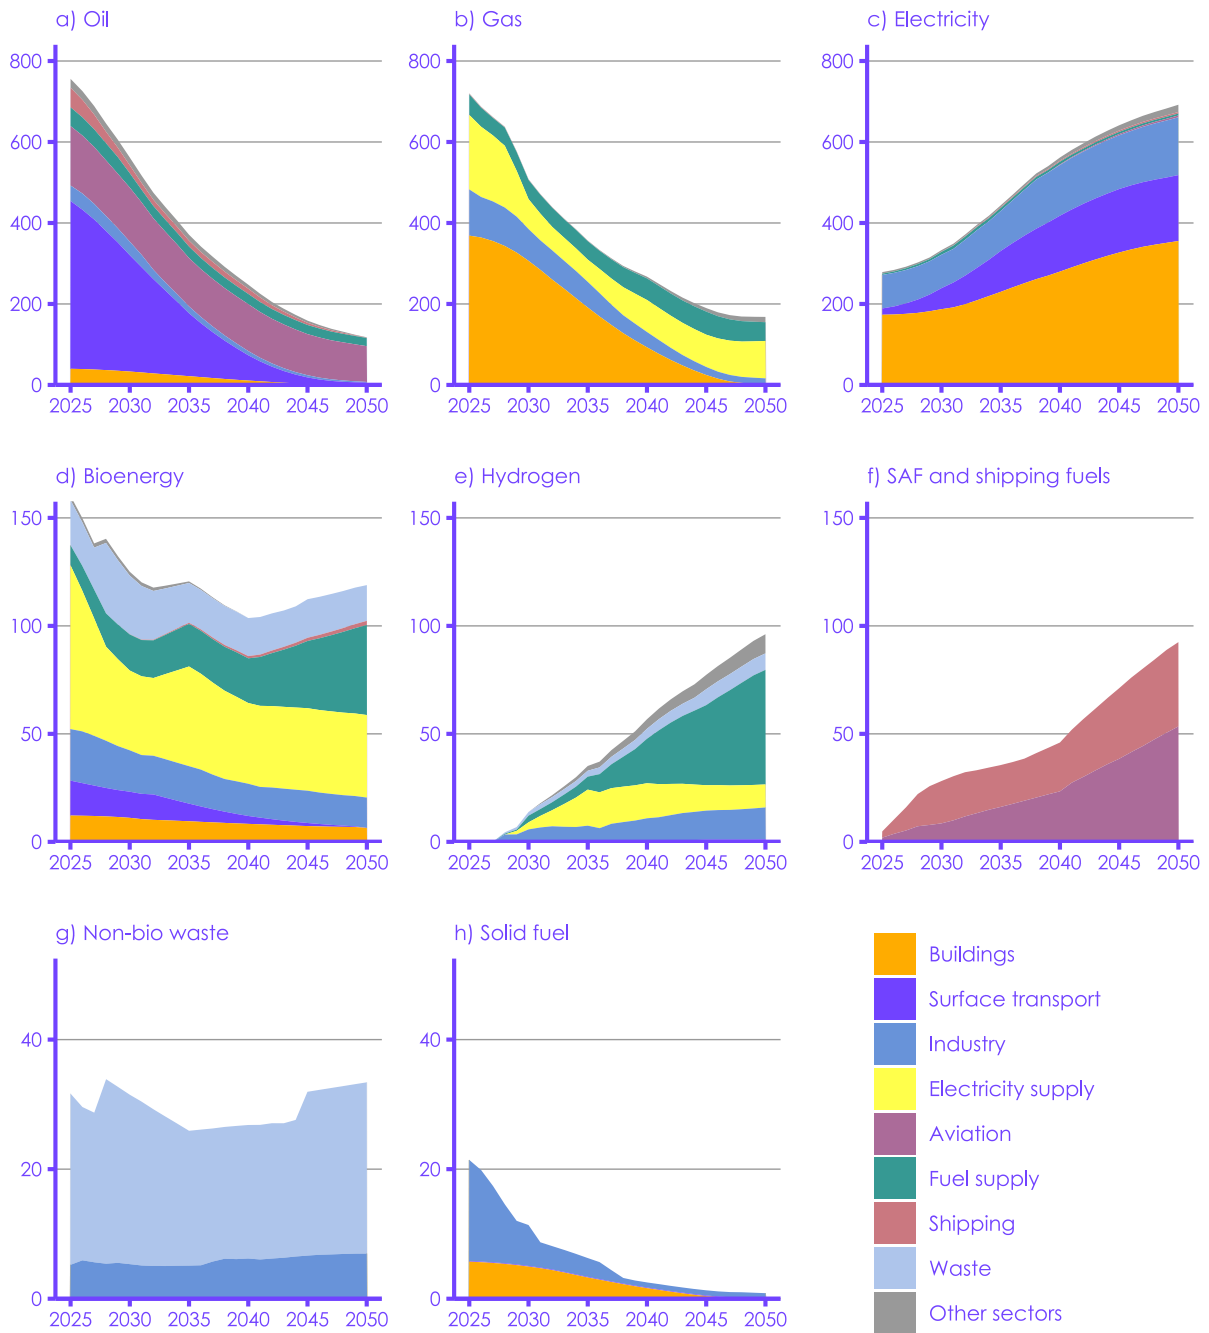 a) Oil
b) Gas
c) Electricity
800
600
400
200
0
2025 2030 2035 2040 2045 2050
800
600
400
200
0
2025 2030 2035 2040 2045 2050
800
600
400
200
0
2025 2030 2035 2040 2045 2050
d) Bioenergy
e) Hydrogen
f) SAF and shipping fuels
150
100
50
0
2025 2030 2035 2040 2045 2050
150
100
50
0
2025 2030 2035 2040 2045 2050
150
100
50
0
2025 2030 2035 2040 2045 2050
g) Non-bio waste
h) Solid fuel
40
20
0
2025 2030 2035 2040 2045 2050
40
20
0
2025 2030 2035 2040 2045 2050
Buildings
Surface transport
Industry
Electricity supply
Aviation
Fuel supply
Shipping
Waste
Other sectors